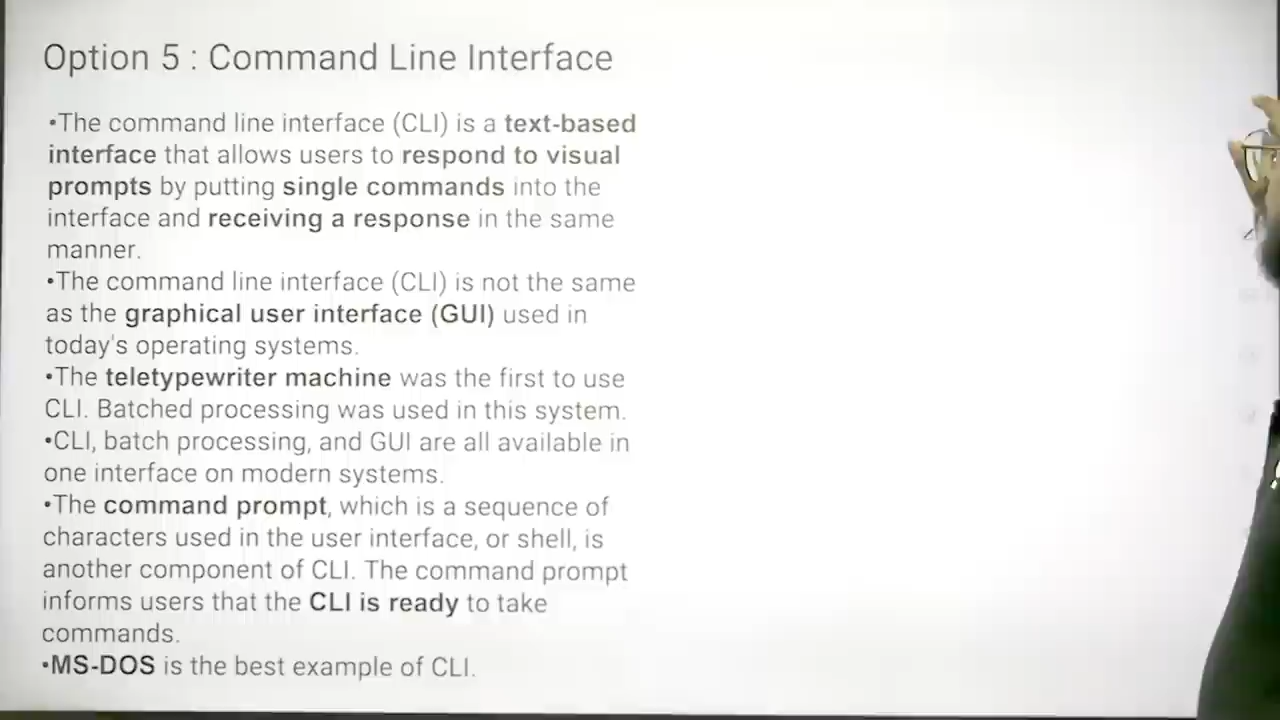 Option 5 : Command Line Interface
•The command line interface (CLI) is a text-based
interface that allows users to respond to visual
prompts by putting single commands into the
interface and receiving a response in the same
manner.
•The command line interface (CLI) is not the same
as the graphical user interface (GUI) used in
today's operating systems.
•The teletypewriter machine was the first to use
CLI. Batched processing was used in this system.
•CLI, batch processing, and GUI are all available in
one interface on modern systems.
•The command prompt, which is a sequence of
characters used in the user interface, or shell, is
another component of CLI. The command prompt
informs users that the CLI is ready to take
commands.
•MS-DOS is the best example of CLI.